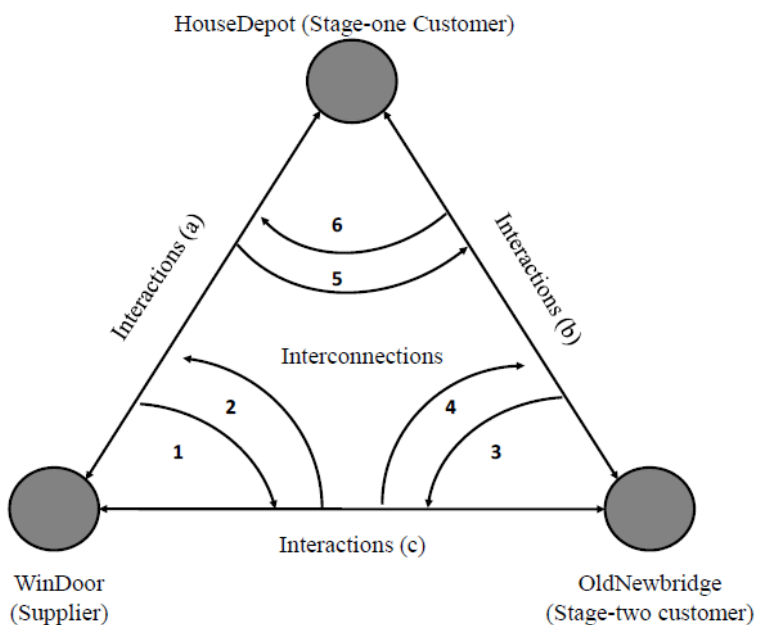 HouseDepot (Stage-one Customer)
Interactions (a)
6
5
Interactions (b)
Interconnections
2
1
4
3
Interactions (c)
WinDoor
(Supplier)
OldNewbridge
(Stage-two customer)